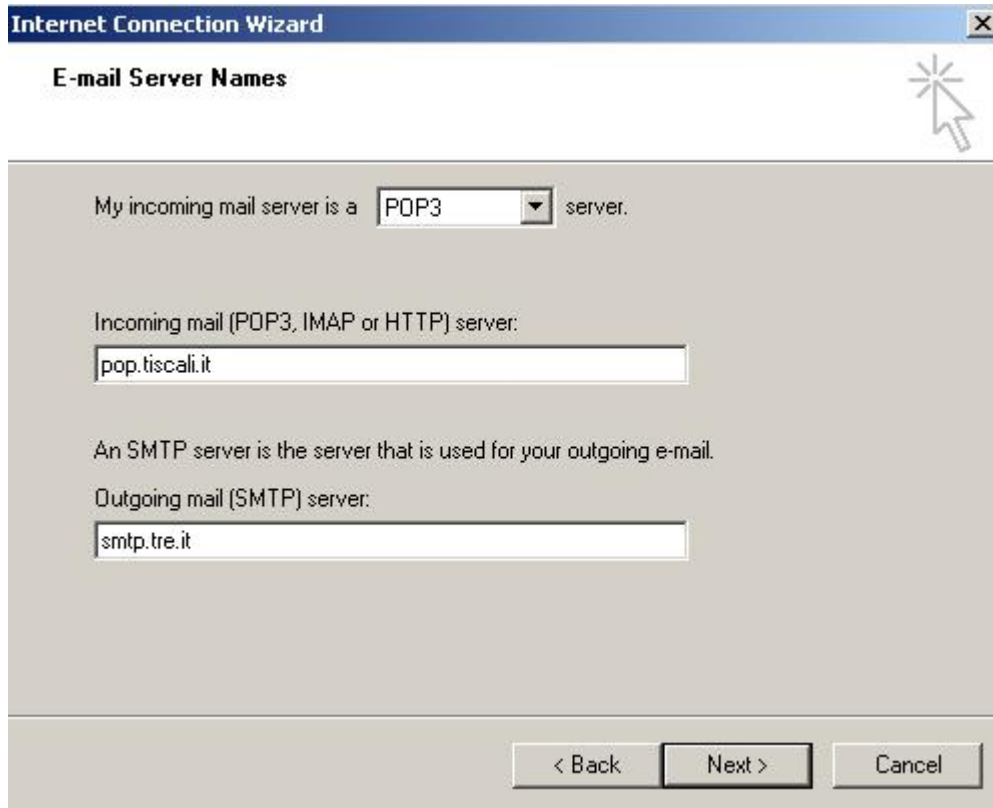 Internet Connection Wizard
E-mail Server Names
My incoming mail server is a POP3 server.
Incoming mail (POP3, IMAP or HTTP) server:
pop.tiscali.it
An SMTP server is the server that is used for your outgoing e-mail.
Outgoing mail (SMTP) server:
smtp.tre.it
< Back Next > Cancel